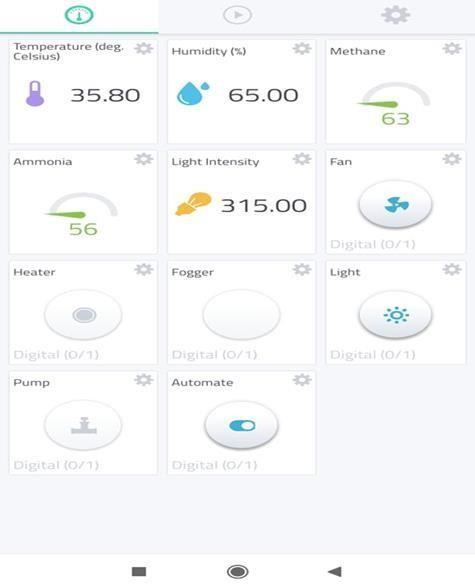 Temperature (deg.
Celsius)
35.80
Humidity (%)
65.00
Methane
63
Ammonia
56
Light Intensity
315.00
Fan
Digital (0/1)
Heater
Digital (0/1)
Fogger
Digital (0/1)
Light
Digital (0/1)
Pump
Digital (0/1)
Automate
Digital (0/1)